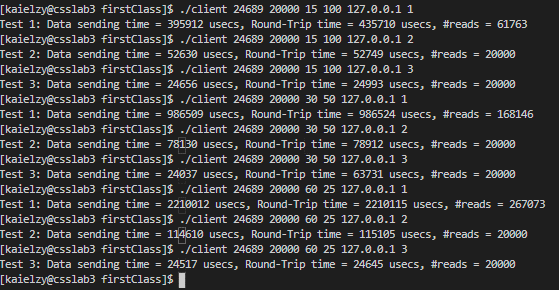 [kaielzy@csslab3 firstClass]$ ./client 24689 20000 15 100 127.0.0.1 1
Test 1: Data sending time = 395912 usecs, Round-Trip time = 435710 usecs, #reads = 61763
[kaielzy@csslab3 firstClass]$ ./client 24689 20000 15 100 127.0.0.1 2
Test 2: Data sending time = 52630 usecs, Round-Trip time = 52749 usecs, #reads = 20000
[kaielzy@csslab3 firstClass]$ ./client 24689 20000 15 100 127.0.0.1 3
Test 3: Data sending time = 24656 usecs, Round-Trip time = 24993 usecs, #reads = 20000
[kaielzy@csslab3 firstClass]$ ./client 24689 20000 30 50 127.0.0.1 1
Test 1: Data sending time = 986509 usecs, Round-Trip time = 986524 usecs, #reads = 168146
[kaielzy@csslab3 firstClass]$ ./client 24689 20000 30 50 127.0.0.1 2
Test 2: Data sending time = 78130 usecs, Round-Trip time = 78912 usecs, #reads = 20000
[kaielzy@csslab3 firstClass]$ ./client 24689 20000 30 50 127.0.0.1 3
Test 3: Data sending time = 24037 usecs, Round-Trip time = 63731 usecs, #reads = 20000
[kaielzy@csslab3 firstClass]$ ./client 24689 20000 60 25 127.0.0.1 1
Test 1: Data sending time = 2210012 usecs, Round-Trip time = 2210115 usecs, #reads = 267073
[kaielzy@csslab3 firstClass]$ ./client 24689 20000 60 25 127.0.0.1 2
Test 2: Data sending time = 114610 usecs, Round-Trip time = 115105 usecs, #reads = 20000
[kaielzy@csslab3 firstClass]$ ./client 24689 20000 60 25 127.0.0.1 3
Test 3: Data sending time = 24517 usecs, Round-Trip time = 24645 usecs, #reads = 20000
[kaielzy@csslab3 firstClass]$